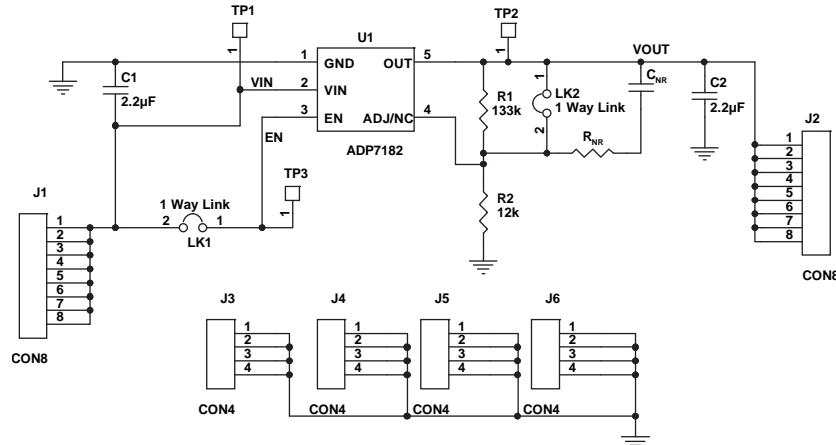 TP1
U1
TP2
1
1
C1
2.2µF
VIN
1
2
3
GND
VIN
EN
OUT
ADJ/NC
5
4
ADP7182
EN
R1
133k
1
LK2
1 Way Link
2
VOUT
CNR
RNR
C2
2.2µF
J2
1
2
3
4
5
6
7
8
CON8
R2
12k
TP3
1
1 Way Link
2
1
LK1
J1
1
2
3
4
5
6
7
8
CON8
J3
1
2
3
4
CON4
J4
1
2
3
4
CON4
J5
1
2
3
4
CON4
J6
1
2
3
4
CON4